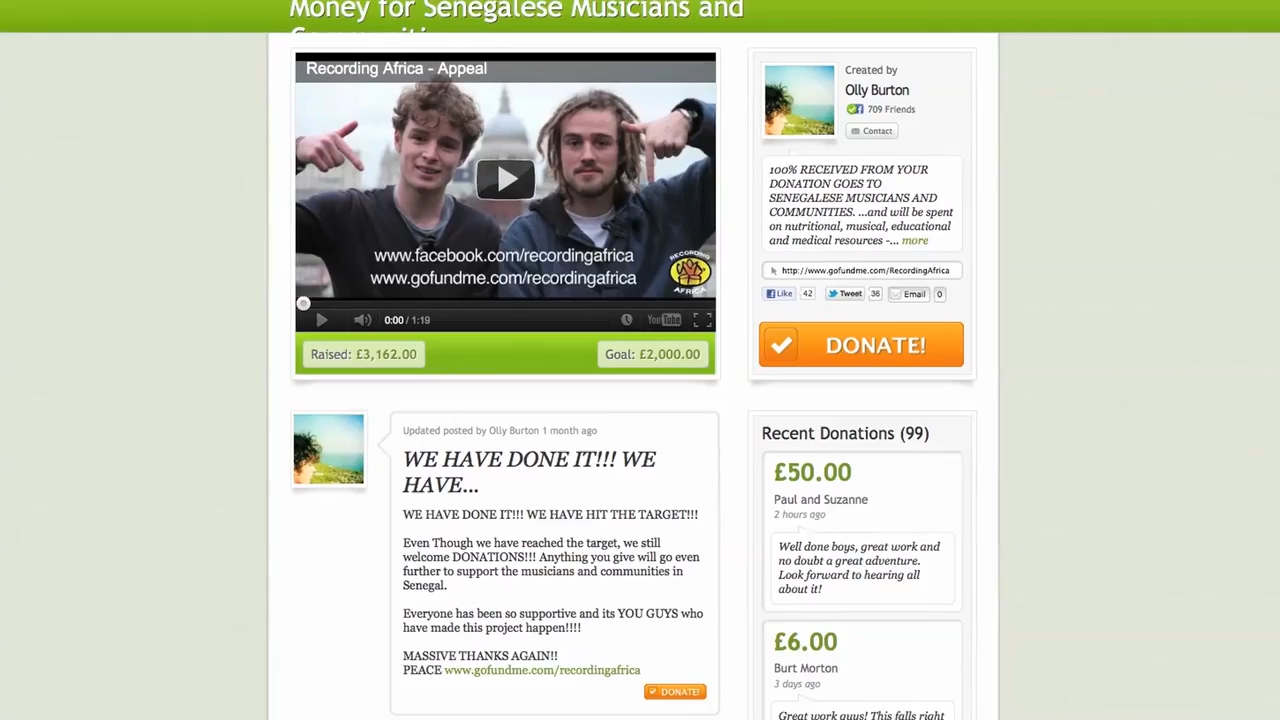 Money for Senegalese Musicians and
Recording Africa - Appeal
www.facebook.com/recordingafrica
www.gofundme.com/recordingafrica
RECORDING
AFRICA
0:00 / 1:19
YouTube
Raised: £3,162.00
Goal: £2,000.00
Created by
Olly Burton
709 Friends
Contact
100% RECEIVED FROM YOUR
DONATION GOES TO
SENEGALESE MUSICIANS AND
COMMUNITIES. ...and will be spent
on nutritional, musical, educational
and medical resources -... more
http://www.gofundme.com/RecordingAfrica
Like 42 Tweet 36 Email 0
DONATE!
Updated posted by Olly Burton 1 month ago
WE HAVE DONE IT!!! WE
HAVE...
WE HAVE DONE IT!!! WE HAVE HIT THE TARGET!!!
Even Though we have reached the target, we still
welcome DONATIONS!!! Anything you give will go even
further to support the musicians and communities in
Senegal.
Everyone has been so supportive and its YOU GUYS who
have made this project happen!!!!
MASSIVE THANKS AGAIN!!
PEACE www.gofundme.com/recordingafrica
DONATE!
Recent Donations (99)
£50.00
Paul and Suzanne
2 hours ago
Well done boys, great work and
no doubt a great adventure.
Look forward to hearing all
about it!
£6.00
Burt Morton
3 days ago
Great work guys! This falls right